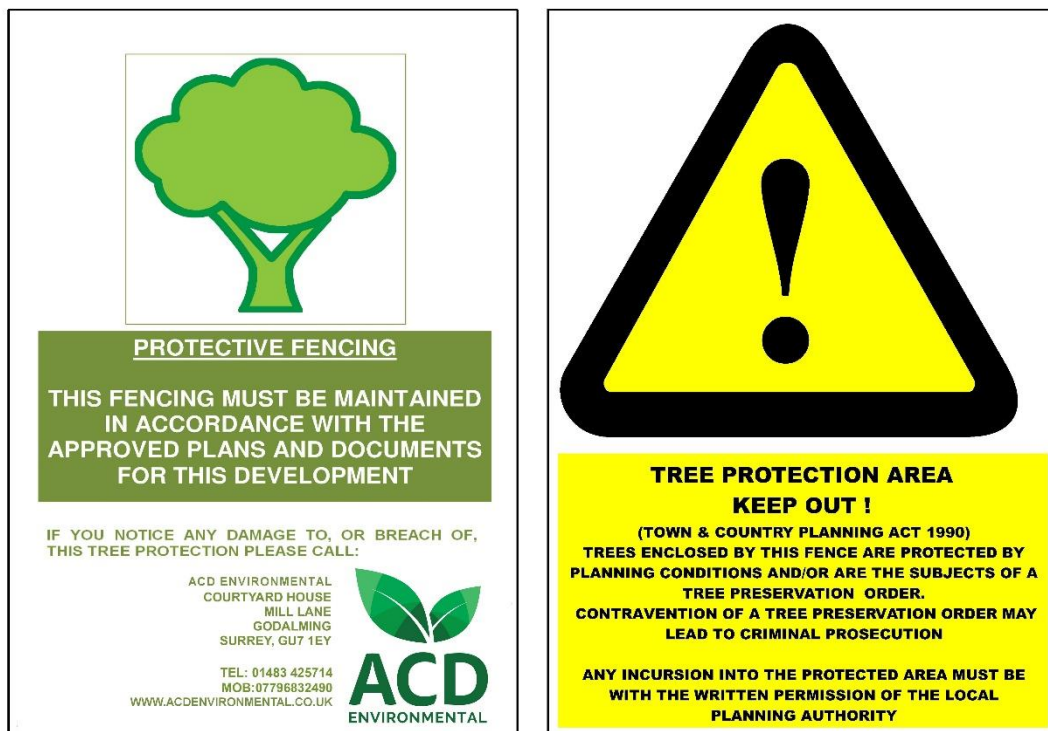 PROTECTIVE FENCING
THIS FENCING MUST BE MAINTAINED
IN ACCORDANCE WITH THE
APPROVED PLANS AND DOCUMENTS
FOR THIS DEVELOPMENT
IF YOU NOTICE ANY DAMAGE TO, OR BREACH OF,
THIS TREE PROTECTION PLEASE CALL:
ACD ENVIRONMENTAL
COURTYARD HOUSE
MILL LANE
GODALMING
SURREY, GU7 1EY
TEL: 01483 425714
MOB:07796832490
WWW.ACDENVIRONMENTAL.CO.UK
ACD
ENVIRONMENTAL
!
TREE PROTECTION AREA
KEEP OUT !
(TOWN & COUNTRY PLANNING ACT 1990)
TREES ENCLOSED BY THIS FENCE ARE PROTECTED BY
PLANNING CONDITIONS AND/OR ARE THE SUBJECTS OF A
TREE PRESERVATION ORDER.
CONTRAVENTION OF A TREE PRESERVATION ORDER MAY
LEAD TO CRIMINAL PROSECUTION
ANY INCURSION INTO THE PROTECTED AREA MUST BE
WITH THE WRITTEN PERMISSION OF THE LOCAL
PLANNING AUTHORITY